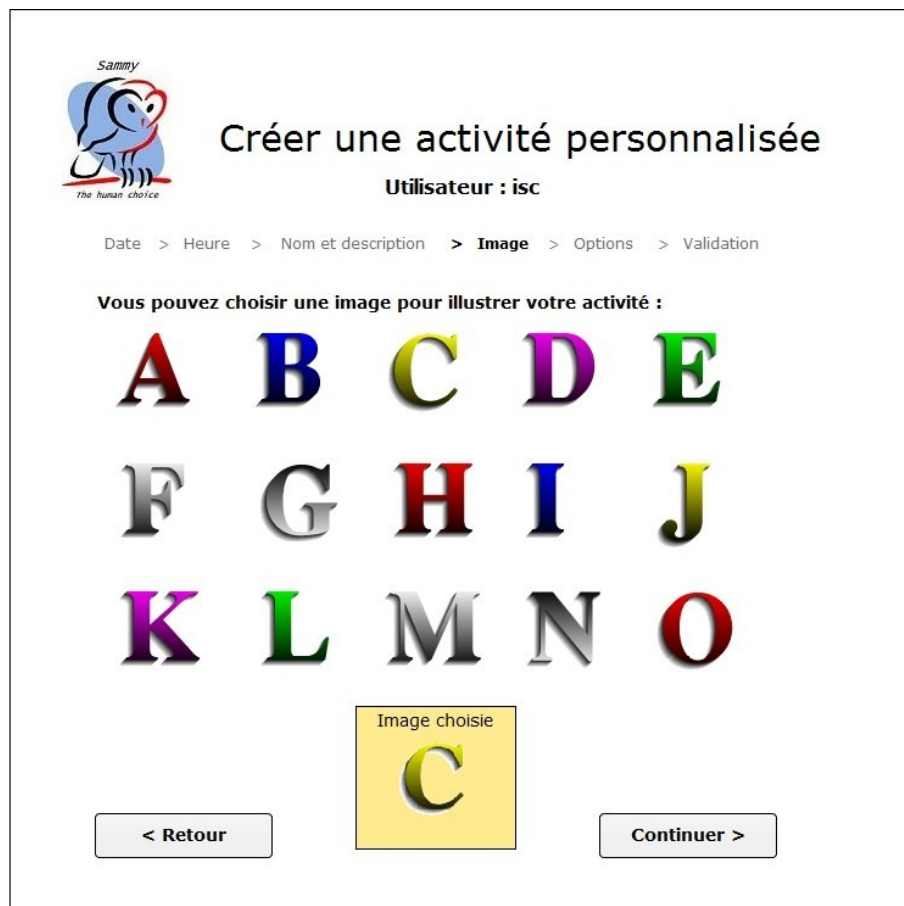 Sammy
The human choice
Créer une activité personnalisée
Utilisateur : isc
Date > Heure > Nom et description > Image > Options > Validation
Vous pouvez choisir une image pour illustrer votre activité :
A B C D E
F G H I J
K L M N O
Image choisie
C
< Retour
Continuer >